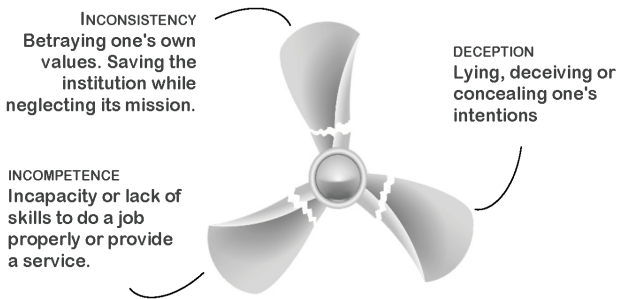 INCONSISTENCY
Betraying one's own
values. Saving the
institution while
neglecting its mission.
DECEPTION
Lying, deceiving or
concealing one's
intentions
INCOMPETENCE
Incapacity or lack of
skills to do a job
properly or provide
a service.